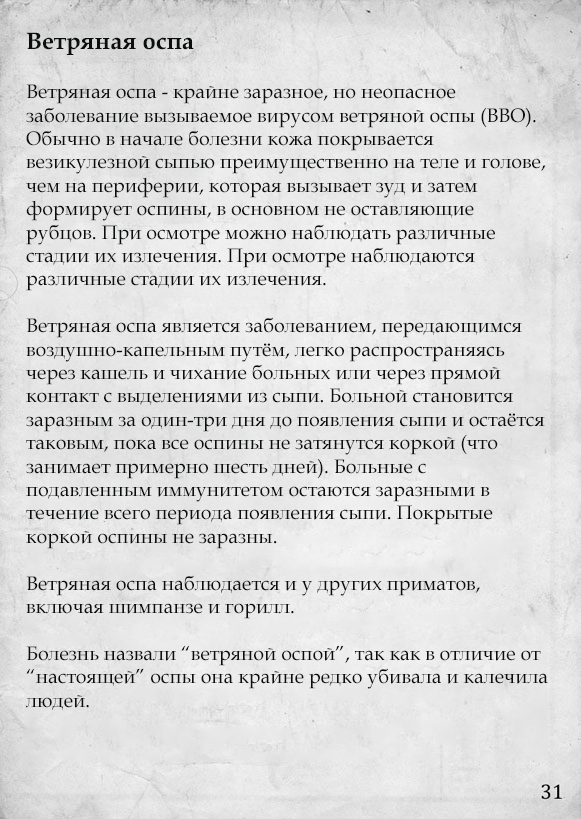 Ветряная оспа
Ветряная оспа - крайне заразное, но неопасное
заболевание вызываемое вирусом ветряной оспы (ВВО).
Обычно в начале болезни кожа покрывается
везикулезной сыпью преимущественно на теле и голове,
чем на периферии, которая вызывает зуд и затем
формирует оспины, в основном не оставляющие
рубцов. При осмотре можно наблюдать различные
стадии их излечения. При осмотре наблюдаются
различные стадии их излечения.
Ветряная оспа является заболеванием, передающимся
воздушно-капельным путём, легко распространяясь
через кашель и чихание больных или через прямой
контакт с выделениями из сыпи. Больной становится
заразным за один-три дня до появления сыпи и остаётся
таковым, пока все оспины не затянутся коркой (что
занимает примерно шесть дней). Больные с
подавленным иммунитетом остаются заразными в
течение всего периода появления сыпи. Покрытые
коркой оспины не заразны.
Ветряная оспа наблюдается и у других приматов,
включая шимпанзе и горилл.
Болезнь назвали “ветряной оспой”, так как в отличие от
“настоящей” оспы она крайне редко убивала и калечила
людей.
31